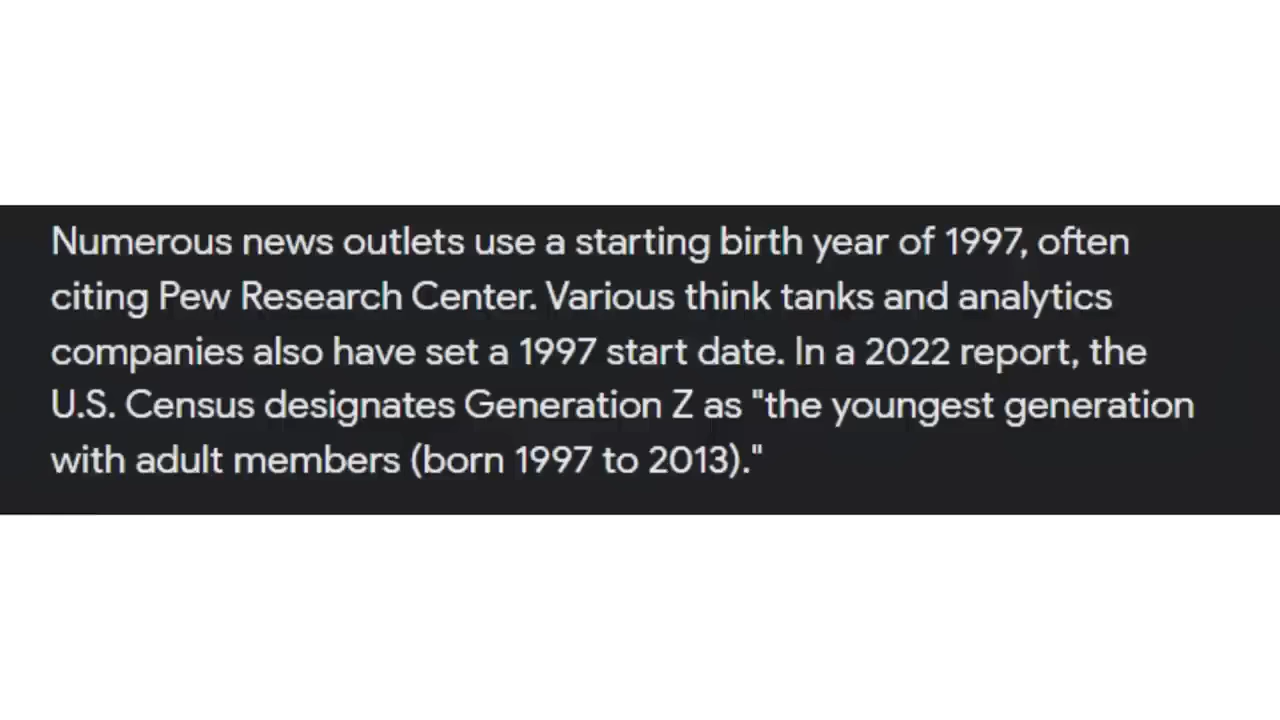 Numerous news outlets use a starting birth year of 1997, often
citing Pew Research Center. Various think tanks and analytics
companies also have set a 1997 start date. In a 2022 report, the
U.S. Census designates Generation Z as "the youngest generation
with adult members (born 1997 to 2013)."